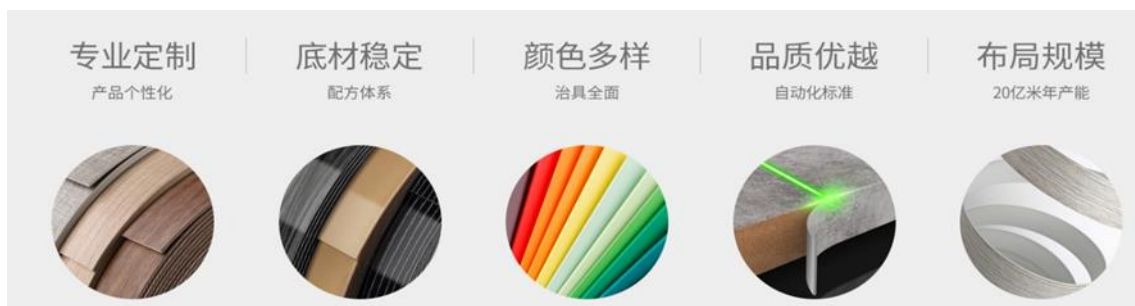 专业定制
产品个性化
底材稳定
配方体系
颜色多样
治具全面
品质优越
自动化标准
布局规模
20亿米年产能